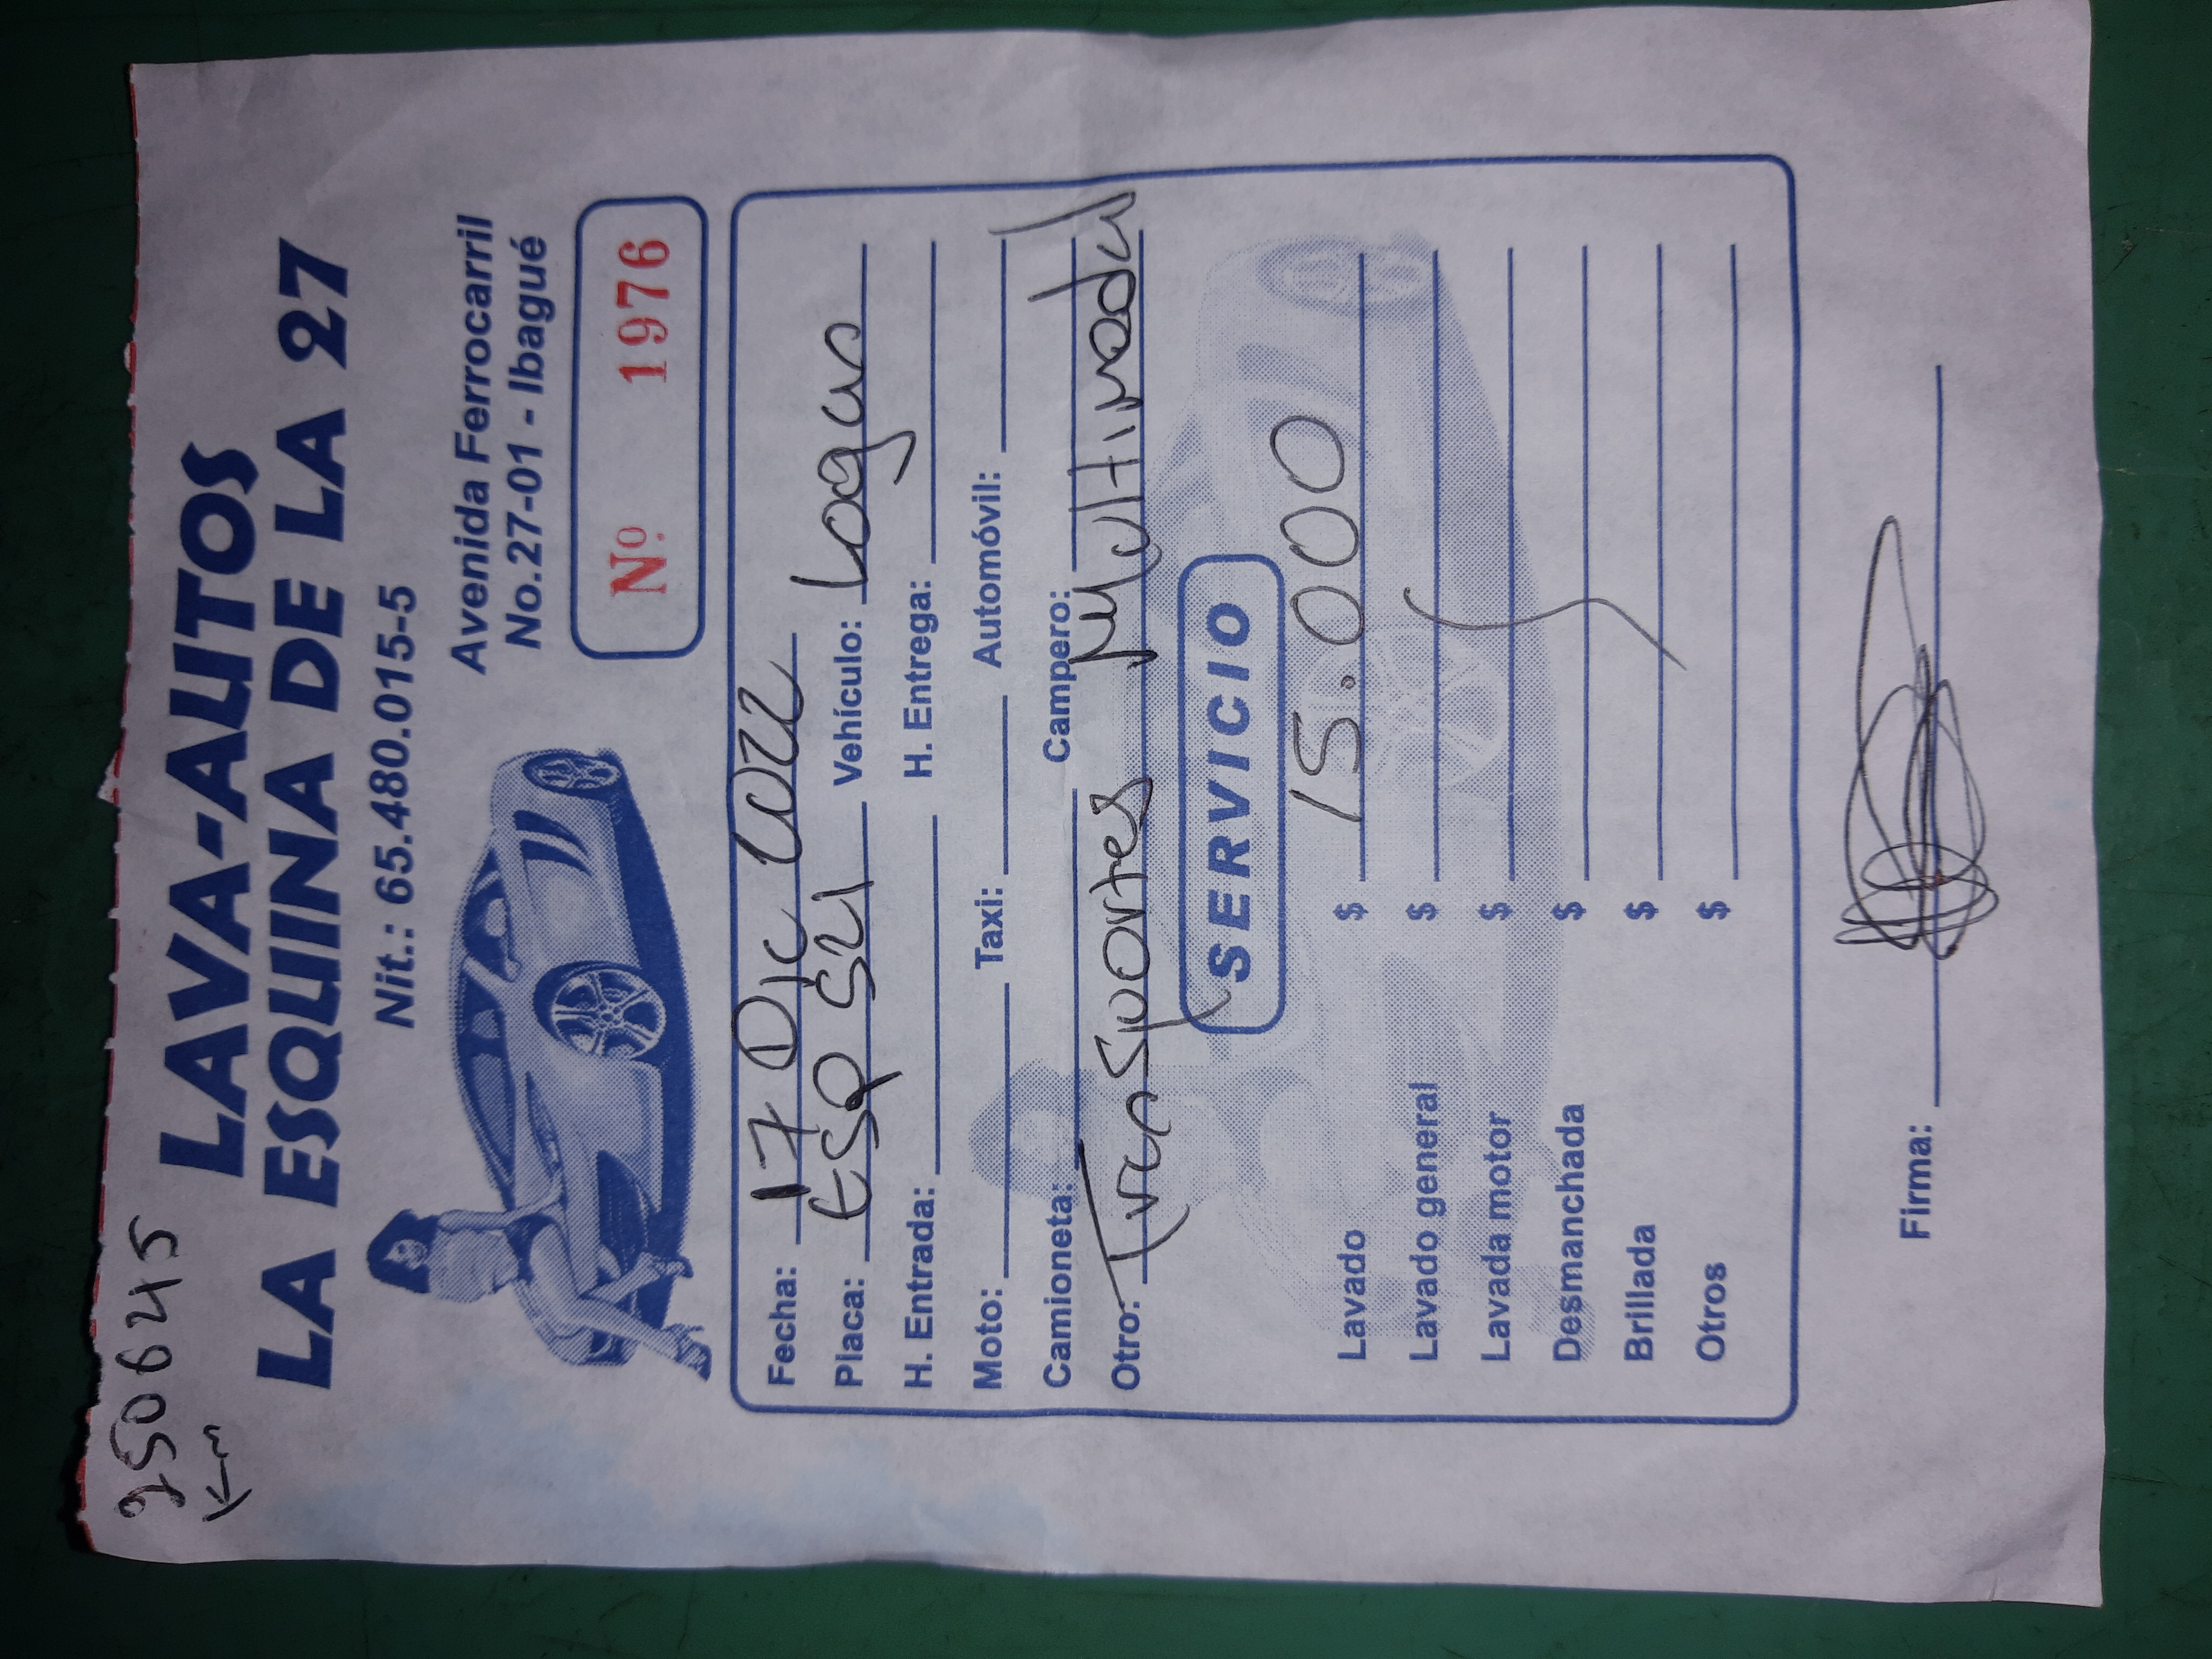 250645
Km
LAVA-AUTOS
LA ESQUINA DE LA 27
Nit.: 65.480.015-5
Avenida Ferrocarril
No.27-01 - Ibagué
Nº 1976
Fecha: 17 Dic 2022
Placa: ESP 521 Vehículo: Logan
H. Entrada: H. Entrega:
Moto: Taxi: Automóvil:
Camioneta: Campero:
Otro: Transportes Multimodal
SERVICIO
Lavado $ 15.000
Lavado general $
Lavada motor $
Desmanchada $
Brillada $
Otros $
Firma: